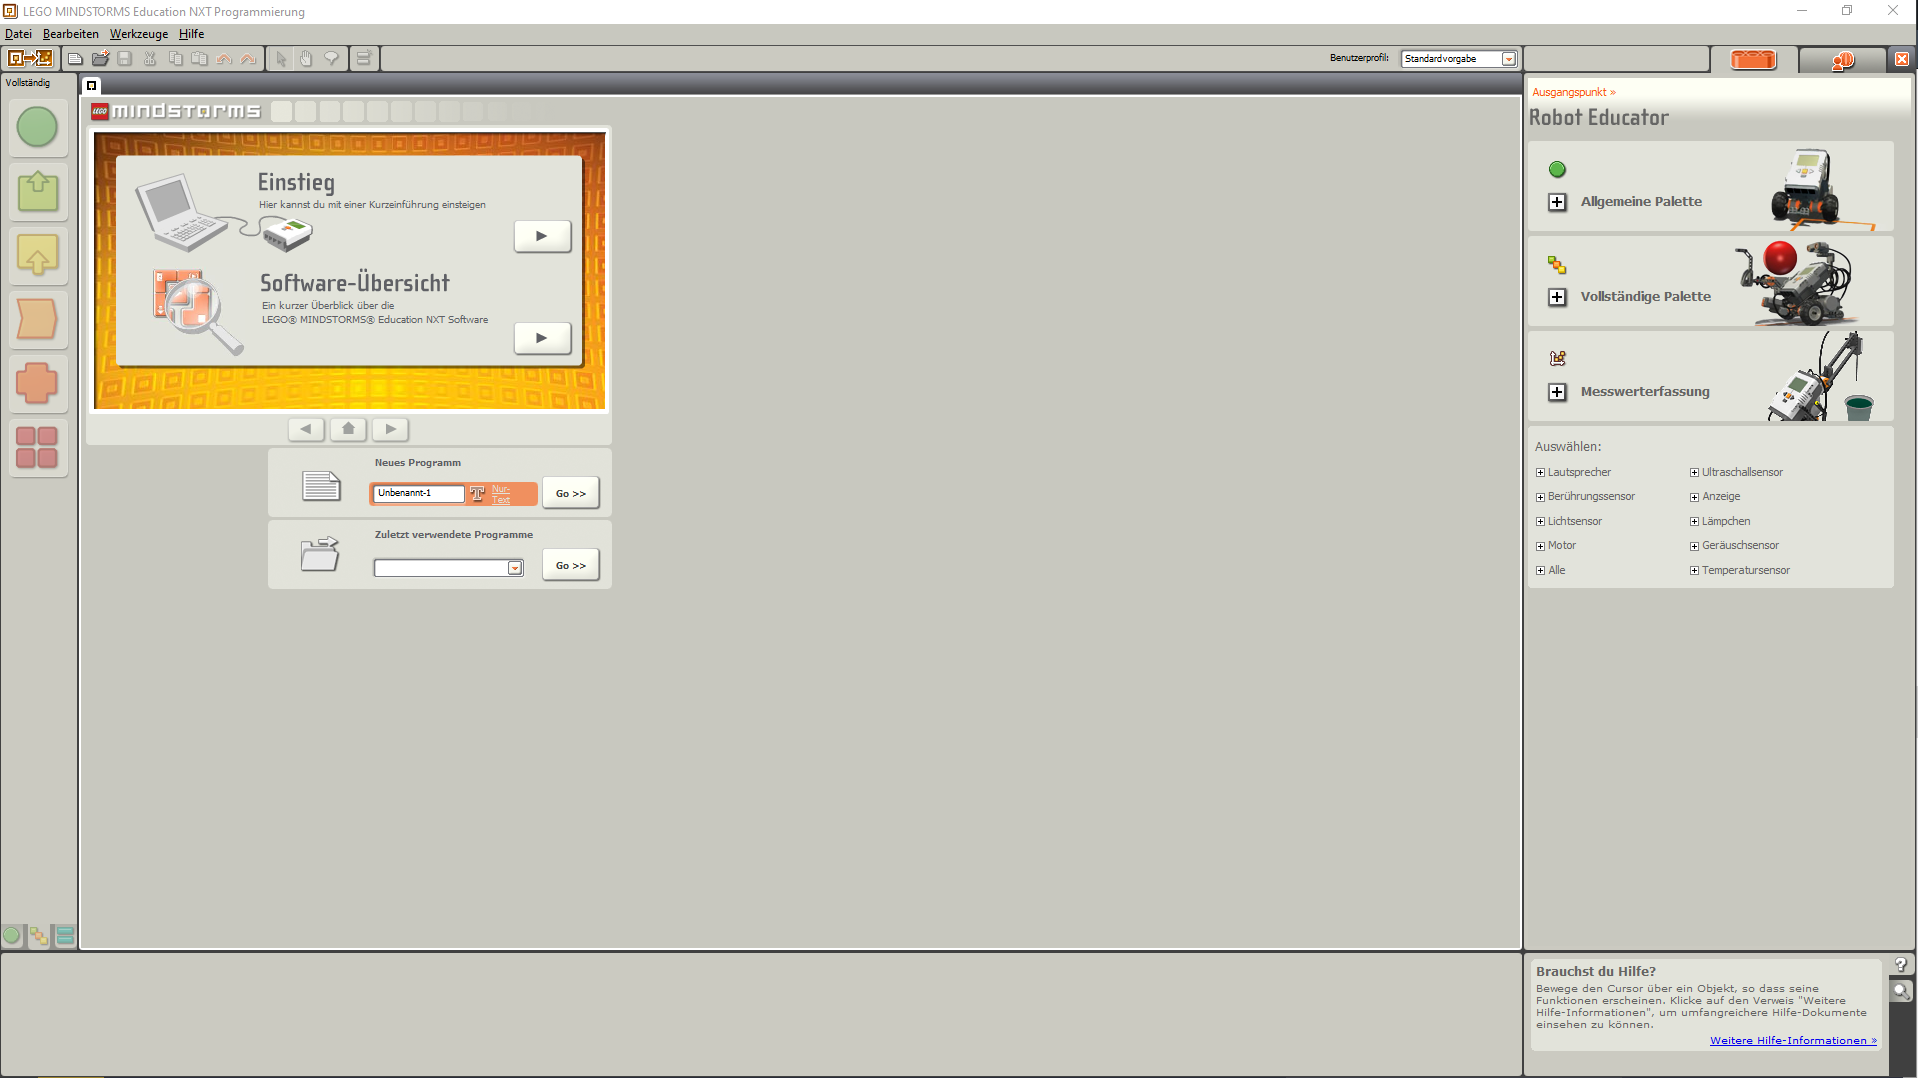 LEGO MINDSTORMS Education NXT Programmierung
Datei Bearbeiten Werkzeuge Hilfe
Benutzerprofil: Standardvorgabe
Vollständig
LEGO mindstorms
Einstieg
Hier kannst du mit einer Kurzeinführung einsteigen
Software-Übersicht
Ein kurzer Überblick über die
LEGO® MINDSTORMS® Education NXT Software
Neues Programm
Unbenannt-1
Nur-
Text
Go >>
Zuletzt verwendete Programme
Go >>
Ausgangspunkt »
Robot Educator
Allgemeine Palette
Vollständige Palette
Messwerterfassung
Auswählen:
Lautsprecher Ultraschallsensor
Berührungssensor Anzeige
Lichtsensor Lämpchen
Motor Geräuschsensor
Alle Temperatursensor
Brauchst du Hilfe?
Bewege den Cursor über ein Objekt, so dass seine
Funktionen erscheinen. Klicke auf den Verweis "Weitere
Hilfe-Informationen", um umfangreichere Hilfe-Dokumente
einsehen zu können.
Weitere Hilfe-Informationen »